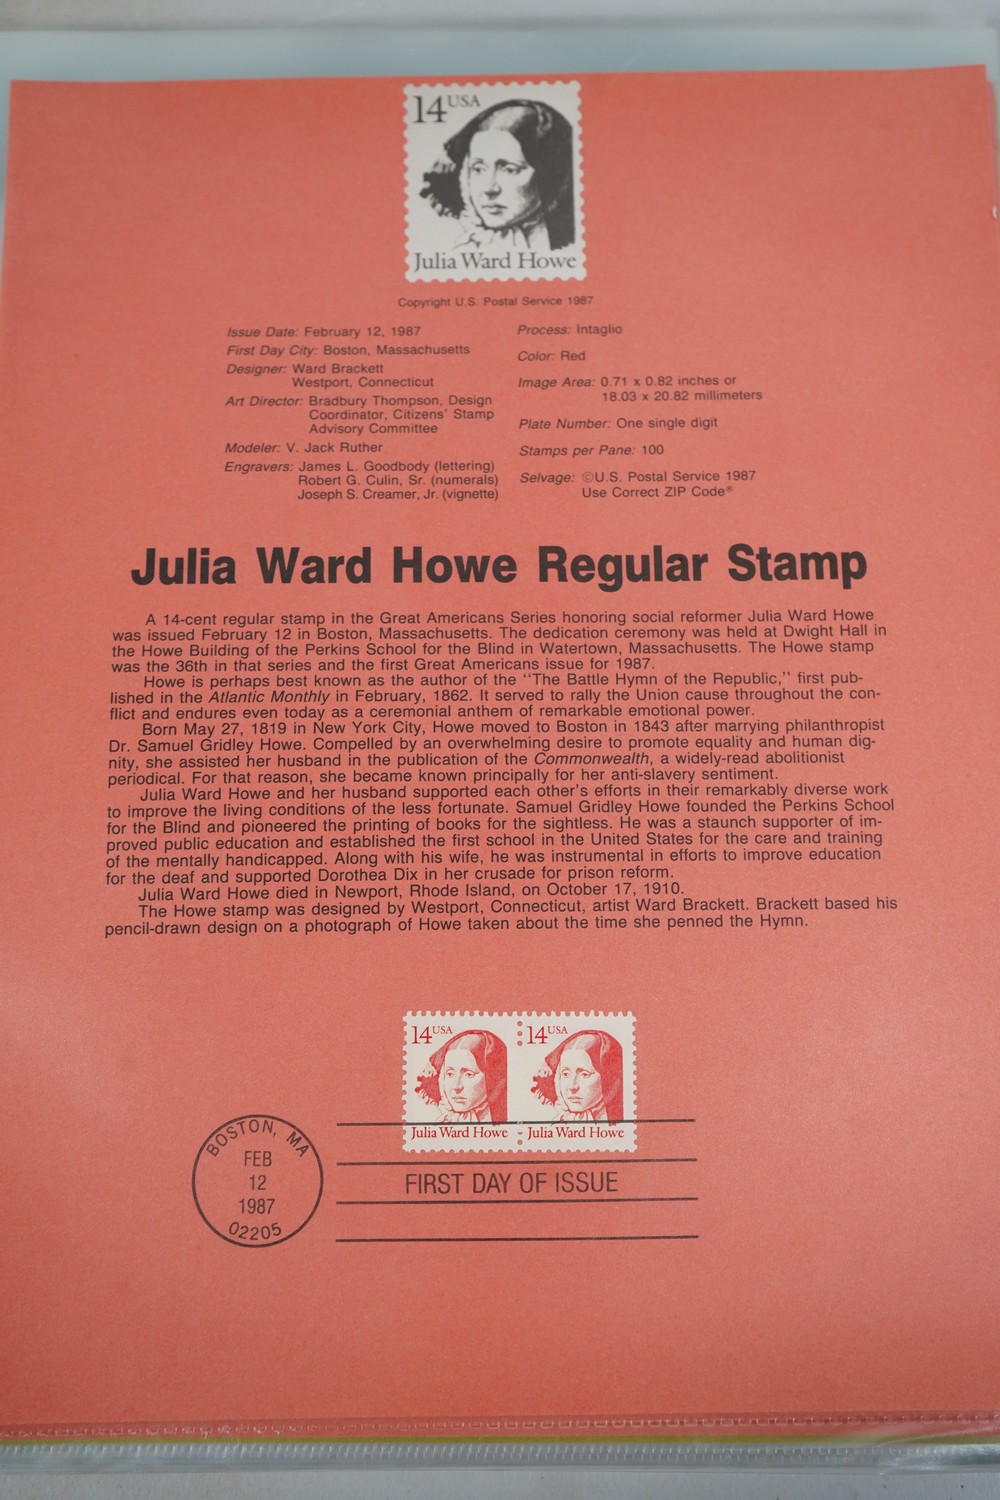 14 USA
Julia Ward Howe
Copyright U.S. Postal Service 1987
Issue Date: February 12, 1987
First Day City: Boston, Massachusetts
Designer: Ward Brackett
Westport, Connecticut
Art Director: Bradbury Thompson, Design
Coordinator, Citizens' Stamp
Advisory Committee
Modeler: V. Jack Ruther
Engravers: James L. Goodbody (lettering)
Robert G. Culin, Sr. (numerals)
Joseph S. Creamer, Jr. (vignette)
Process: Intaglio
Color: Red
Image Area: 0.71 x 0.82 inches or
18.03 x 20.82 millimeters
Plate Number: One single digit
Stamps per Pane: 100
Selvage: ©U.S. Postal Service 1987
Use Correct ZIP Code®
Julia Ward Howe Regular Stamp
A 14-cent regular stamp in the Great Americans Series honoring social reformer Julia Ward Howe
was issued February 12 in Boston, Massachusetts. The dedication ceremony was held at Dwight Hall in
the Howe Building of the Perkins School for the Blind in Watertown, Massachusetts. The Howe stamp
was the 36th in that series and the first Great Americans issue for 1987.
Howe is perhaps best known as the author of the "The Battle Hymn of the Republic," first pub-
lished in the Atlantic Monthly in February, 1862. It served to rally the Union cause throughout the con-
flict and endures even today as a ceremonial anthem of remarkable emotional power.
Born May 27, 1819 in New York City, Howe moved to Boston in 1843 after marrying philanthropist
Dr. Samuel Gridley Howe. Compelled by an overwhelming desire to promote equality and human dig-
nity, she assisted her husband in the publication of the Commonwealth, a widely-read abolitionist
periodical. For that reason, she became known principally for her anti-slavery sentiment.
Julia Ward Howe and her husband supported each other's efforts in their remarkably diverse work
to improve the living conditions of the less fortunate. Samuel Gridley Howe founded the Perkins School
for the Blind and pioneered the printing of books for the sightless. He was a staunch supporter of im-
proved public education and established the first school in the United States for the care and training
of the mentally handicapped. Along with his wife, he was instrumental in efforts to improve education
for the deaf and supported Dorothea Dix in her crusade for prison reform.
Julia Ward Howe died in Newport, Rhode Island, on October 17, 1910.
The Howe stamp was designed by Westport, Connecticut, artist Ward Brackett. Brackett based his
pencil-drawn design on a photograph of Howe taken about the time she penned the Hymn.
14 USA 14 USA
Julia Ward Howe Julia Ward Howe
BOSTON, MA
FEB
12
1987
02205
FIRST DAY OF ISSUE